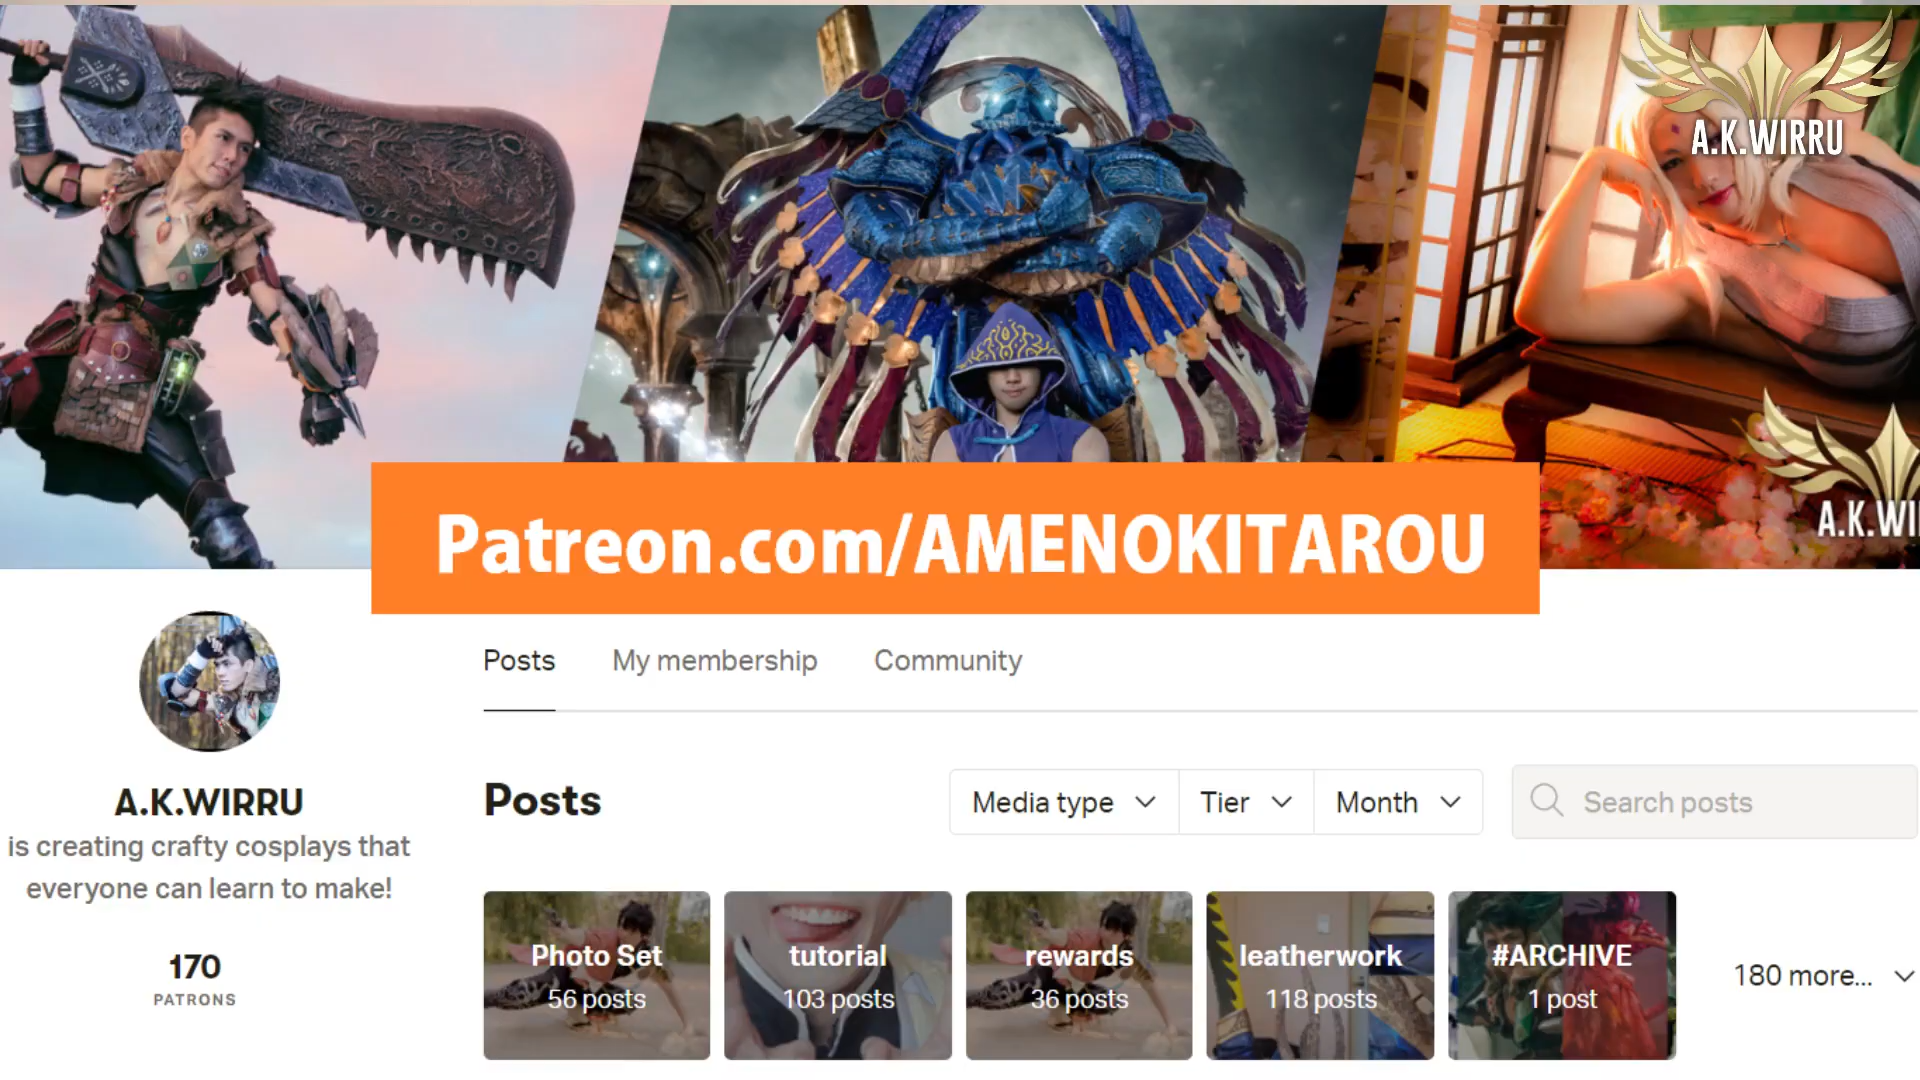 A.K.WIRRU
A.K.WI
Patreon.com/AMENOKITAROU
Posts
My membership
Community
A.K.WIRRU
is creating crafty cosplays that
everyone can learn to make!
170
PATRONS
Posts
Media type
Tier
Month
Search posts
Photo Set
56 posts
tutorial
103 posts
rewards
36 posts
leatherwork
118 posts
#ARCHIVE
1 post
180 more...